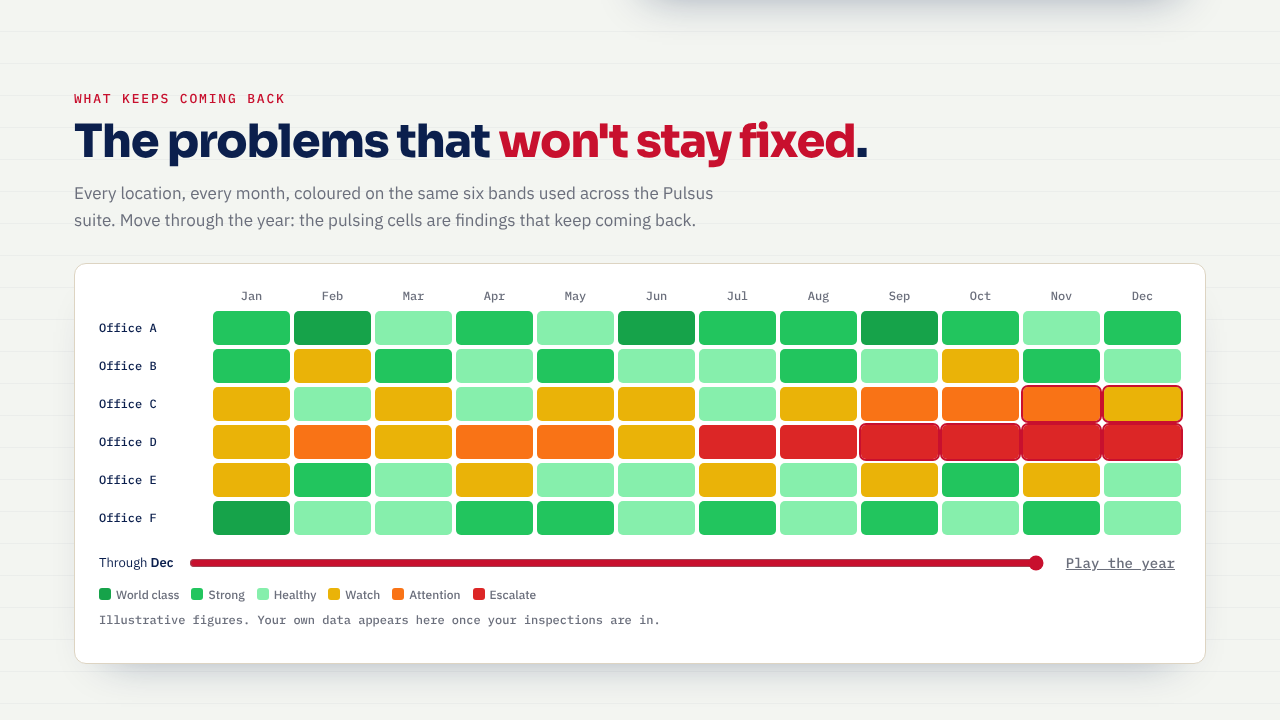 WHAT KEEPS COMING BACK
The problems that won't stay fixed.
Every location, every month, coloured on the same six bands used across the Pulsus
suite. Move through the year: the pulsing cells are findings that keep coming back.
Jan Feb Mar Apr May Jun Jul Aug Sep Oct Nov Dec
Office A
Office B
Office C
Office D
Office E
Office F
Through Dec Play the year
World class Strong Healthy Watch Attention Escalate
Illustrative figures. Your own data appears here once your inspections are in.